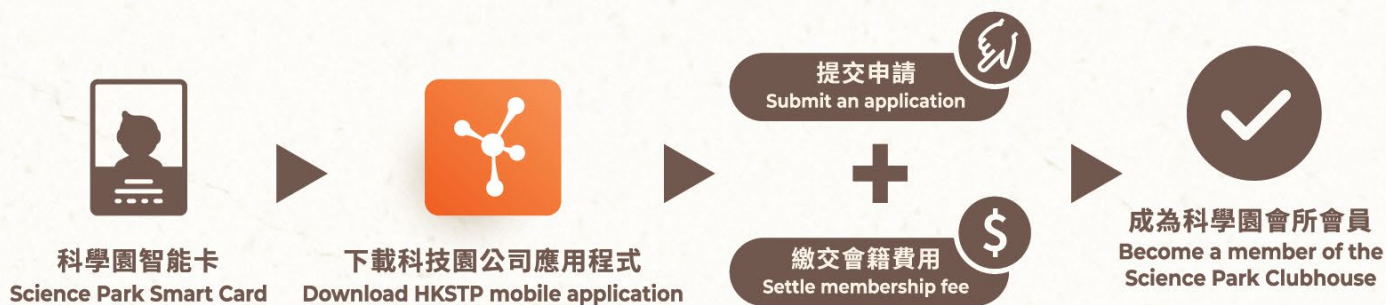 科學園智能卡
Science Park Smart Card
下載科技園公司應用程式
Download HKSTP mobile application
提交申請
Submit an application
+
繳交會籍費用
Settle membership fee
$
成為科學園會所會員
Become a member of the
Science Park Clubhouse